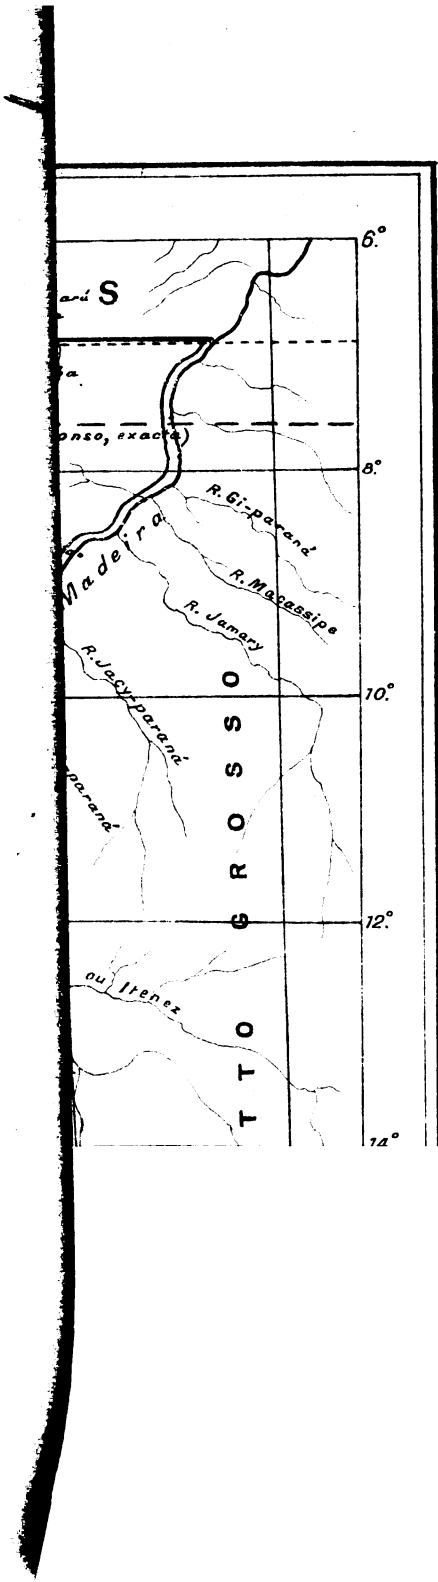 6°
arú S
onso, exacta)
8°
R. Gi-paraná
Madeira
R. Macassipe
R. Jamary
R. Jacy-paraná
10°
paraná
12°
ou Itenez
TTO GROSSO
14°